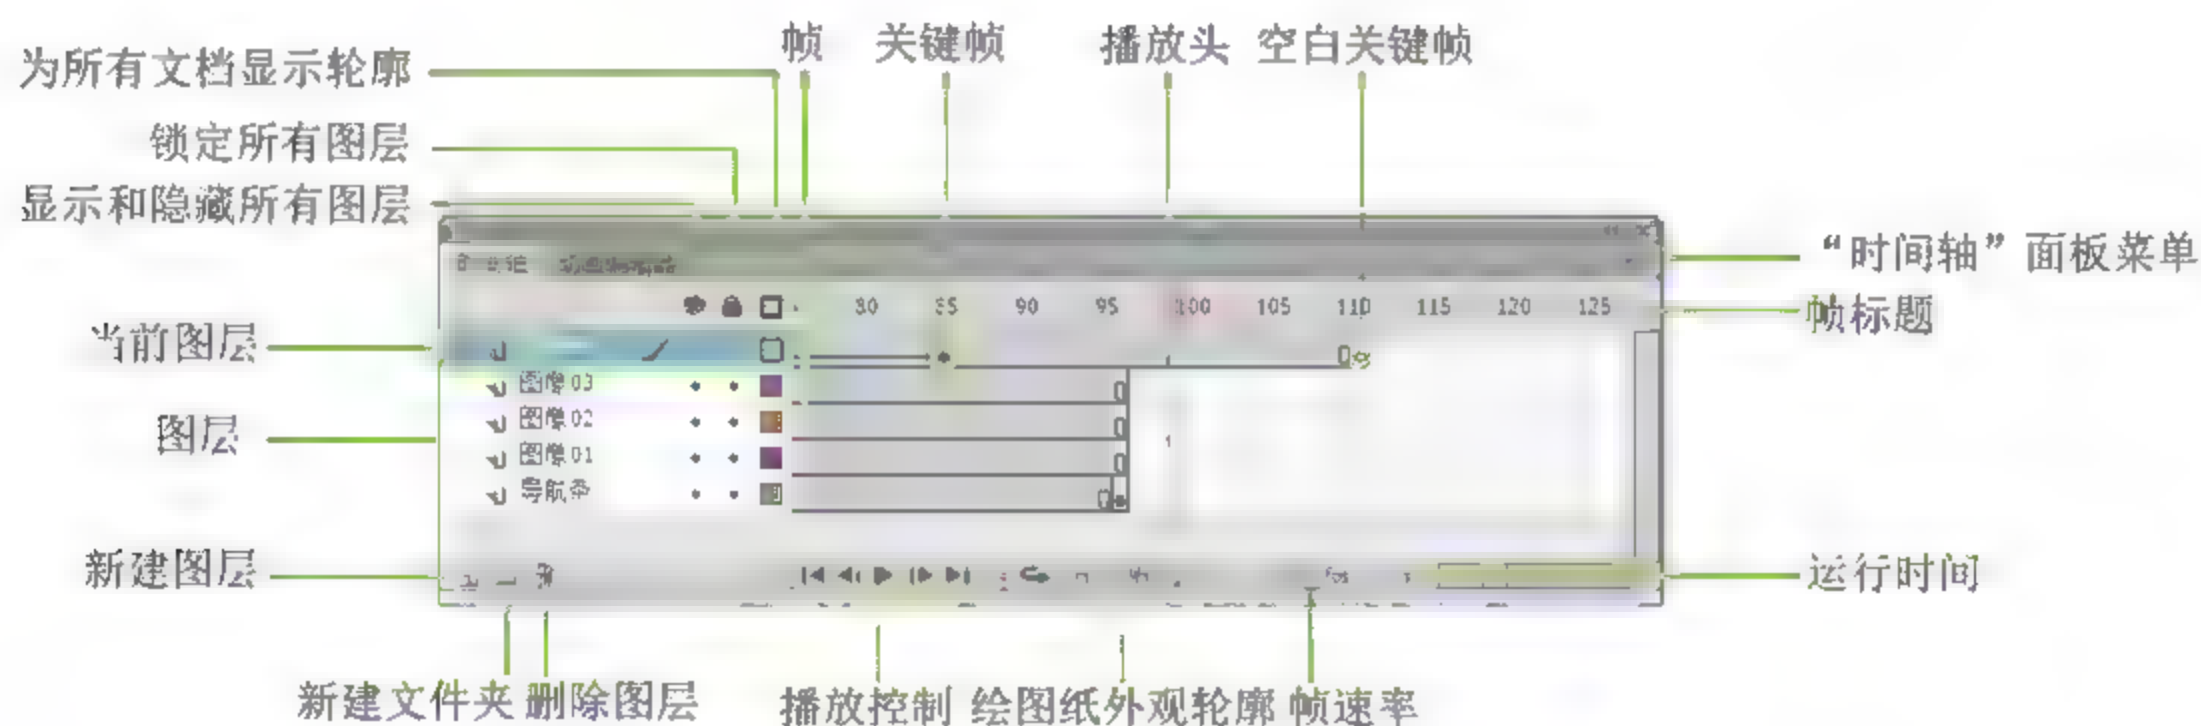 帧 关键帧 播放头 空白关键帧
为所有文档显示轮廓
锁定所有图层
显示和隐藏所有图层
“时间轴”面板菜单
80 85 90 95 100 105 110 115 120 125
帧标题
当前图层
图像03
图像02
图层
图像01
导航条
新建图层
fps
运行时间
新建文件夹 删除图层 播放控制 绘图纸外观轮廓 帧速率